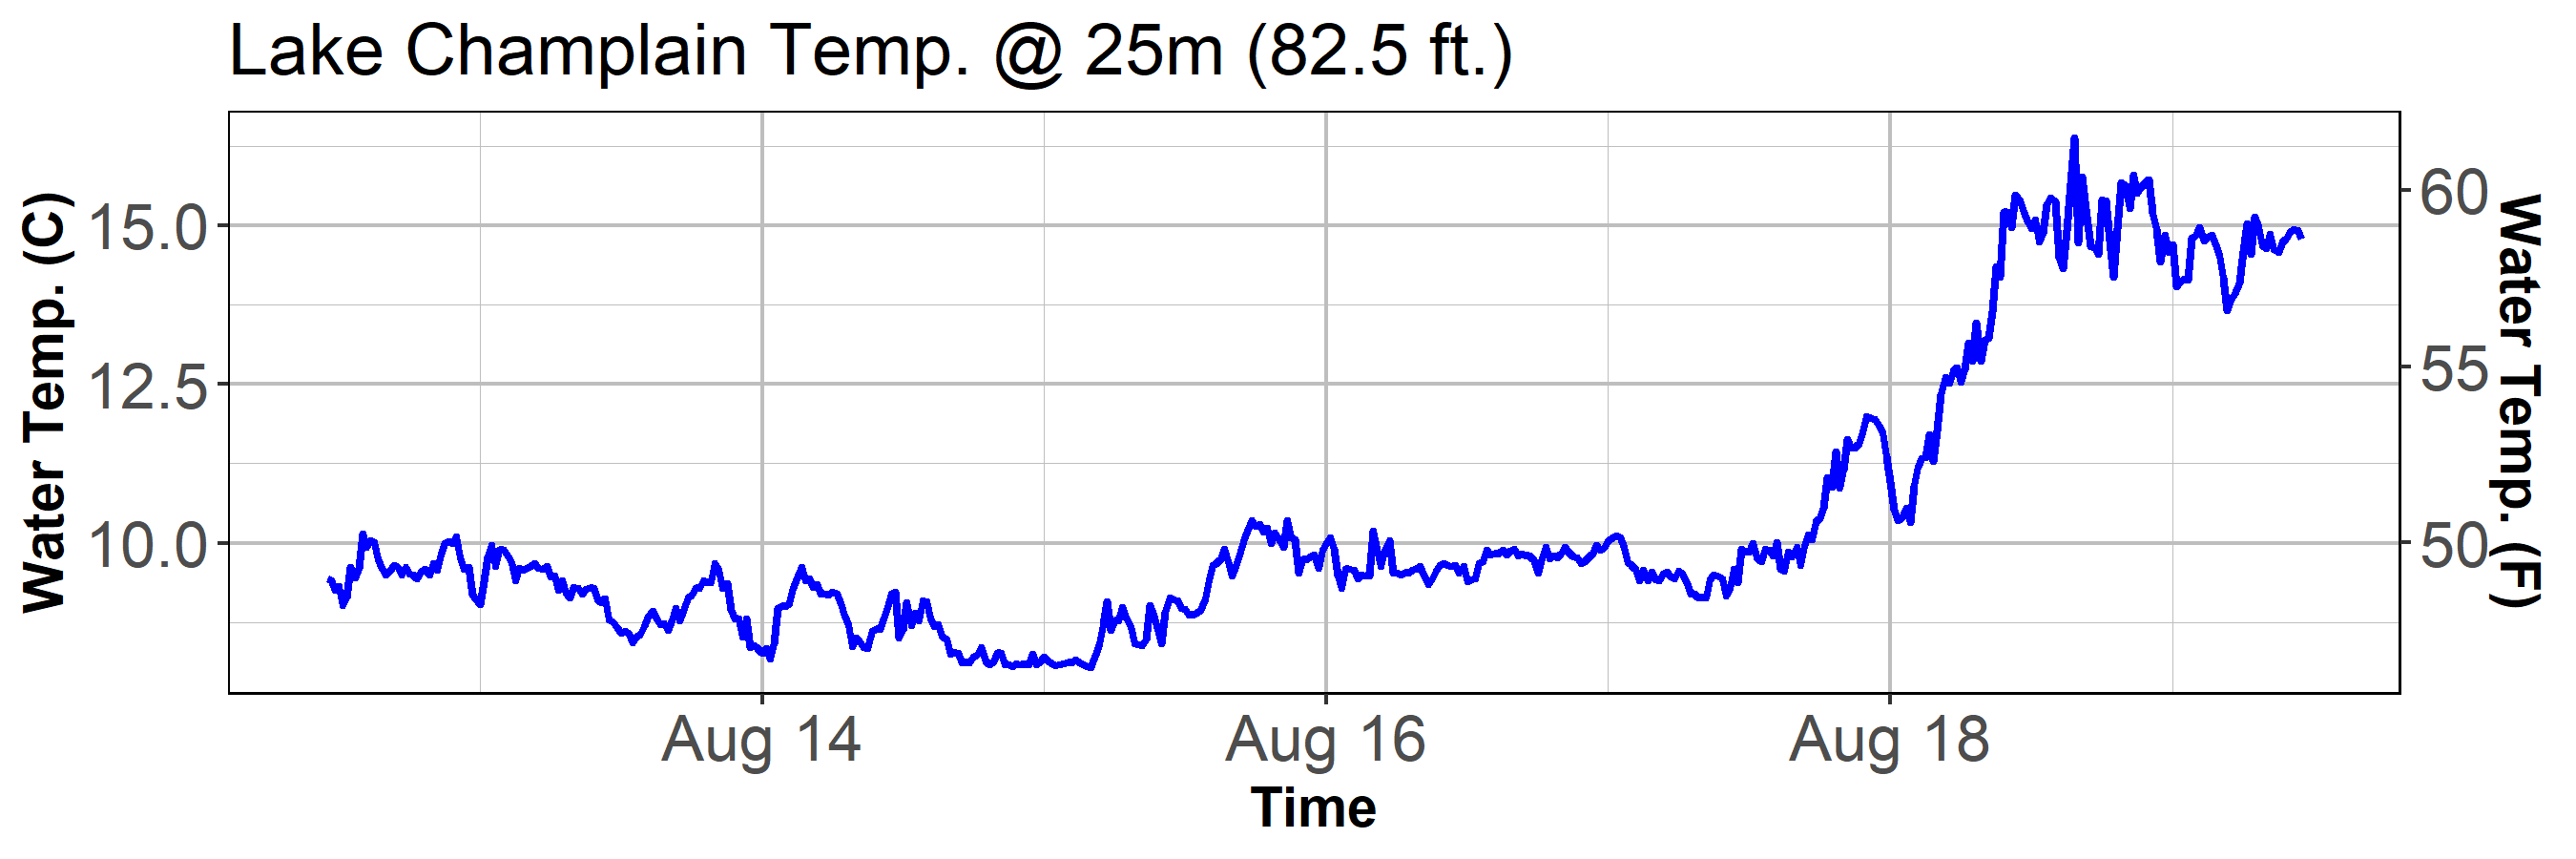 Lake Champlain Temp. @ 25m (82.5 ft.)
Water Temp. (C)
15.0
12.5
10.0
60
55
50
Water Temp. (F)
Aug 14
Aug 16
Aug 18
Time